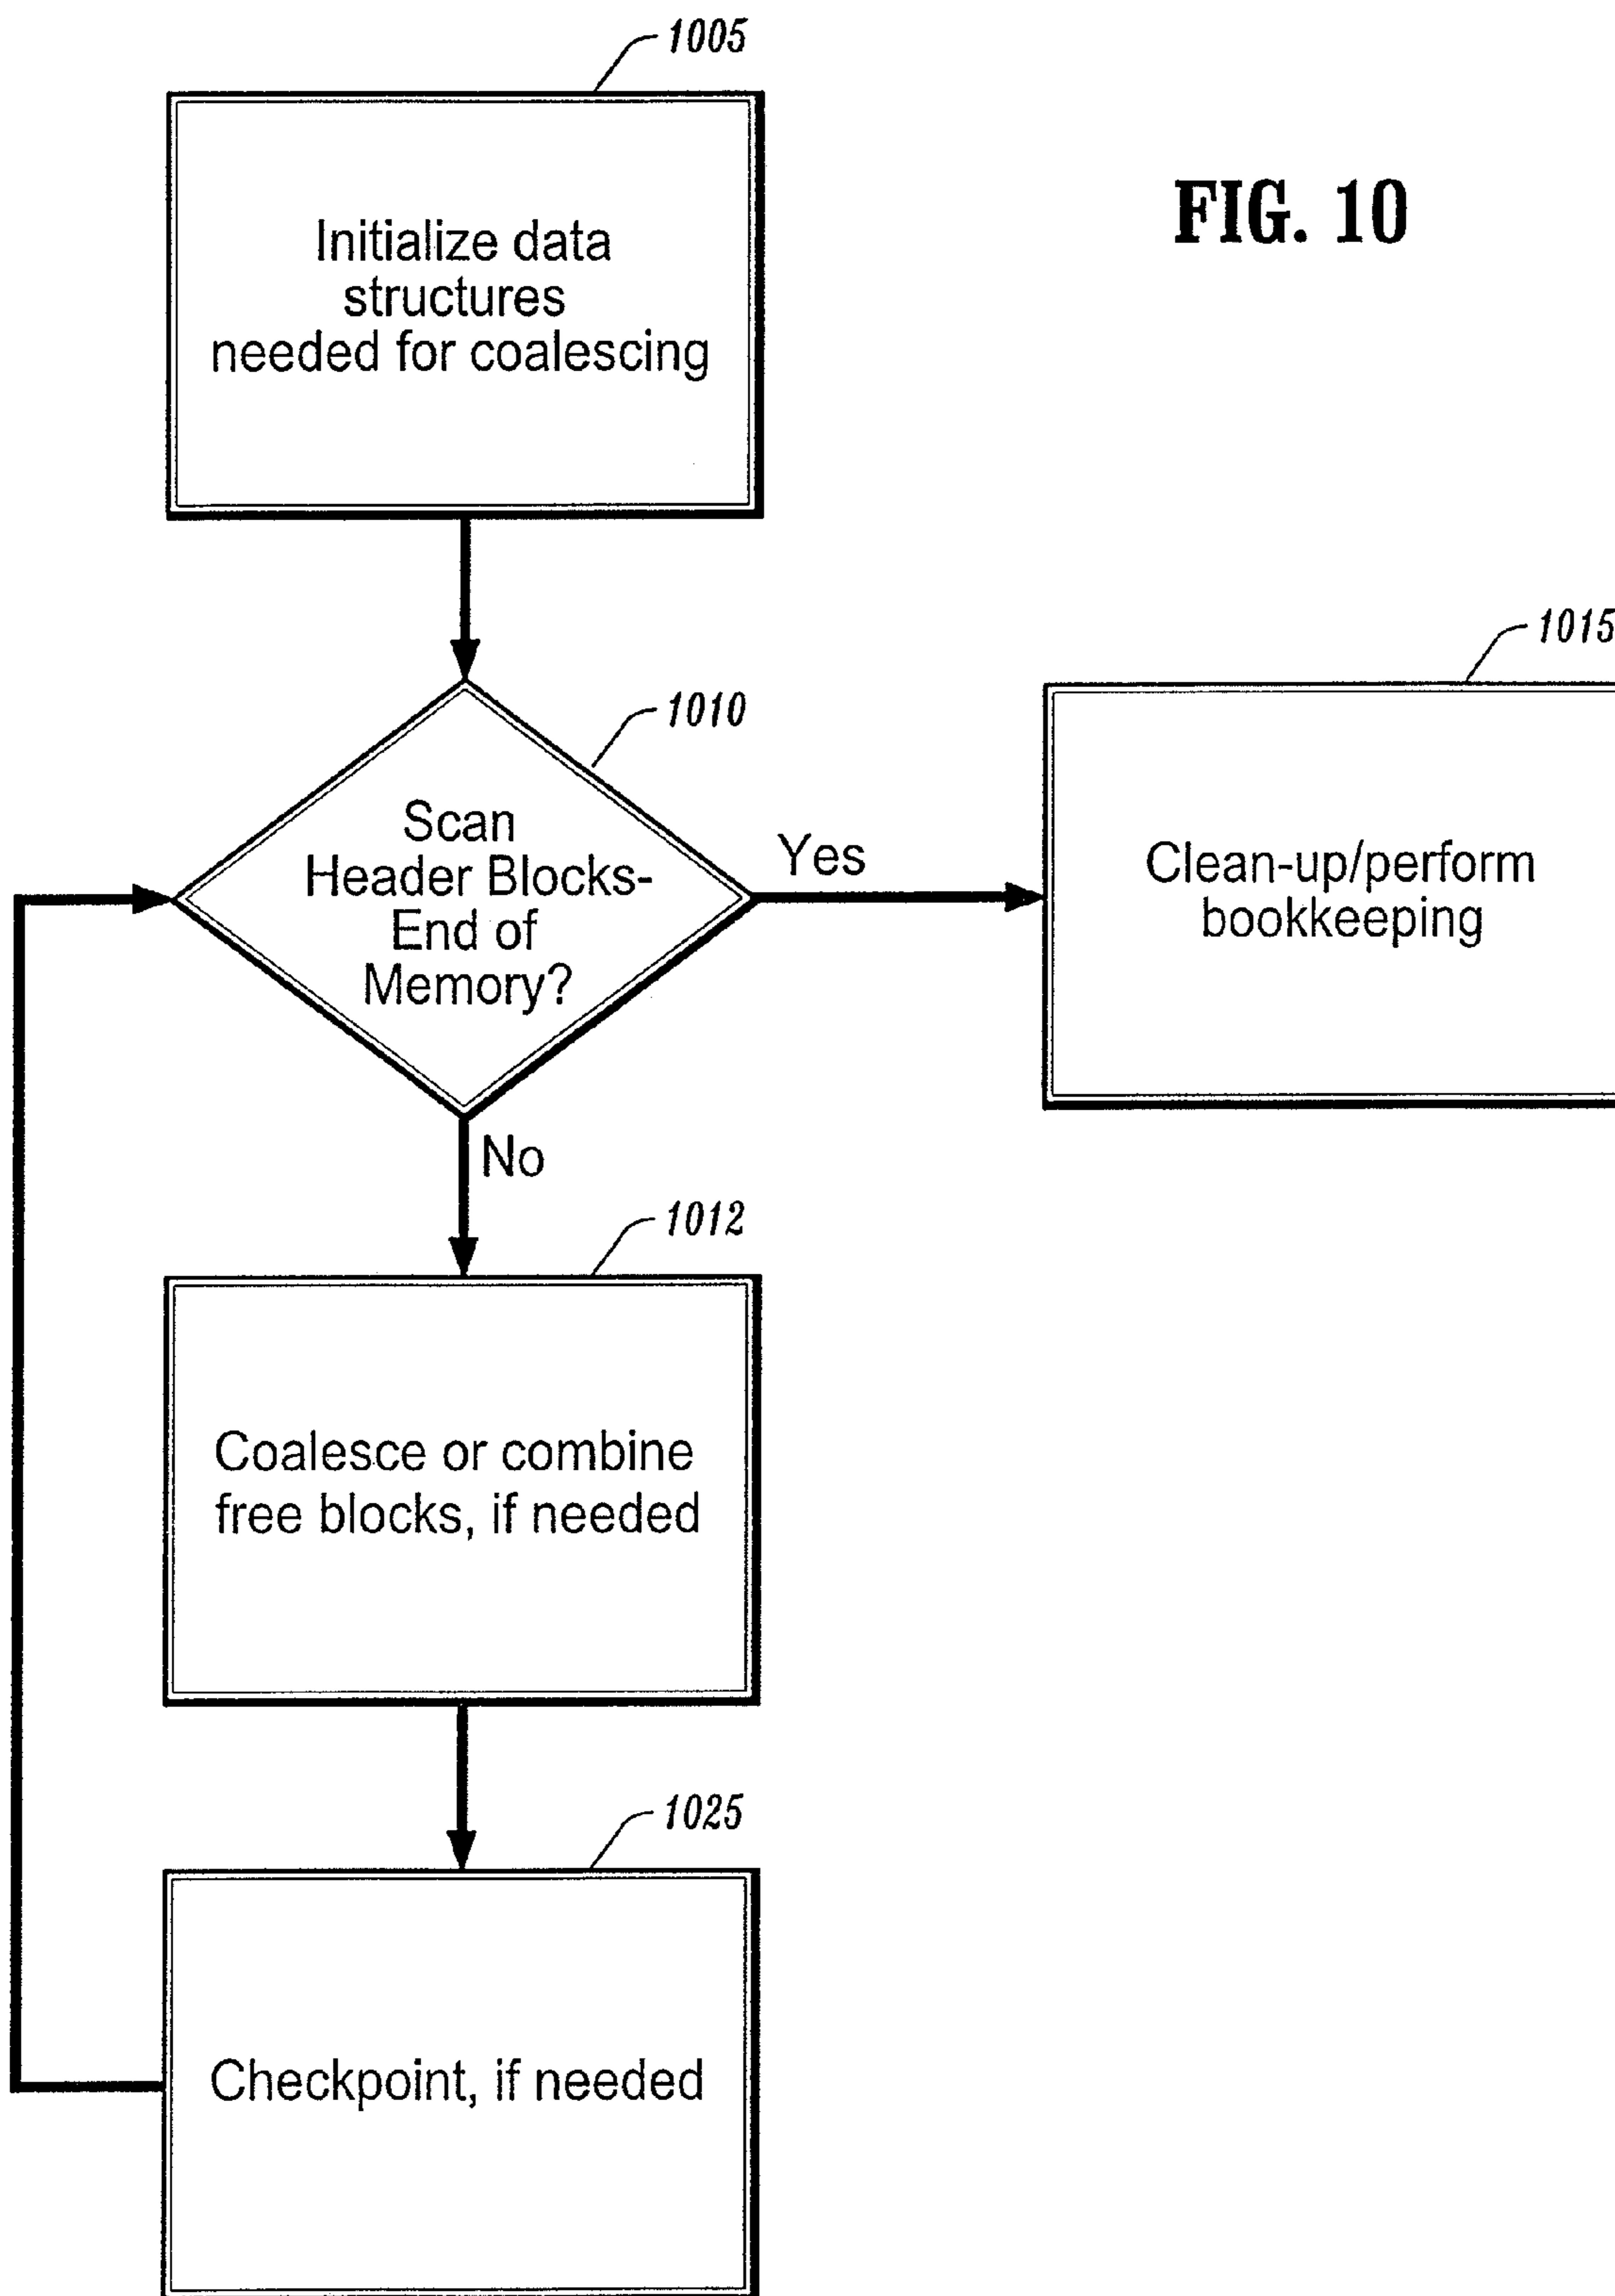 1005
FIG. 10
Initialize data
structures
needed for coalescing
1015
1010
Scan
Header Blocks-
End of
Memory?
Yes
Clean-up/perform
bookkeeping
No
1012
Coalesce or combine
free blocks, if needed
1025
Checkpoint, if needed